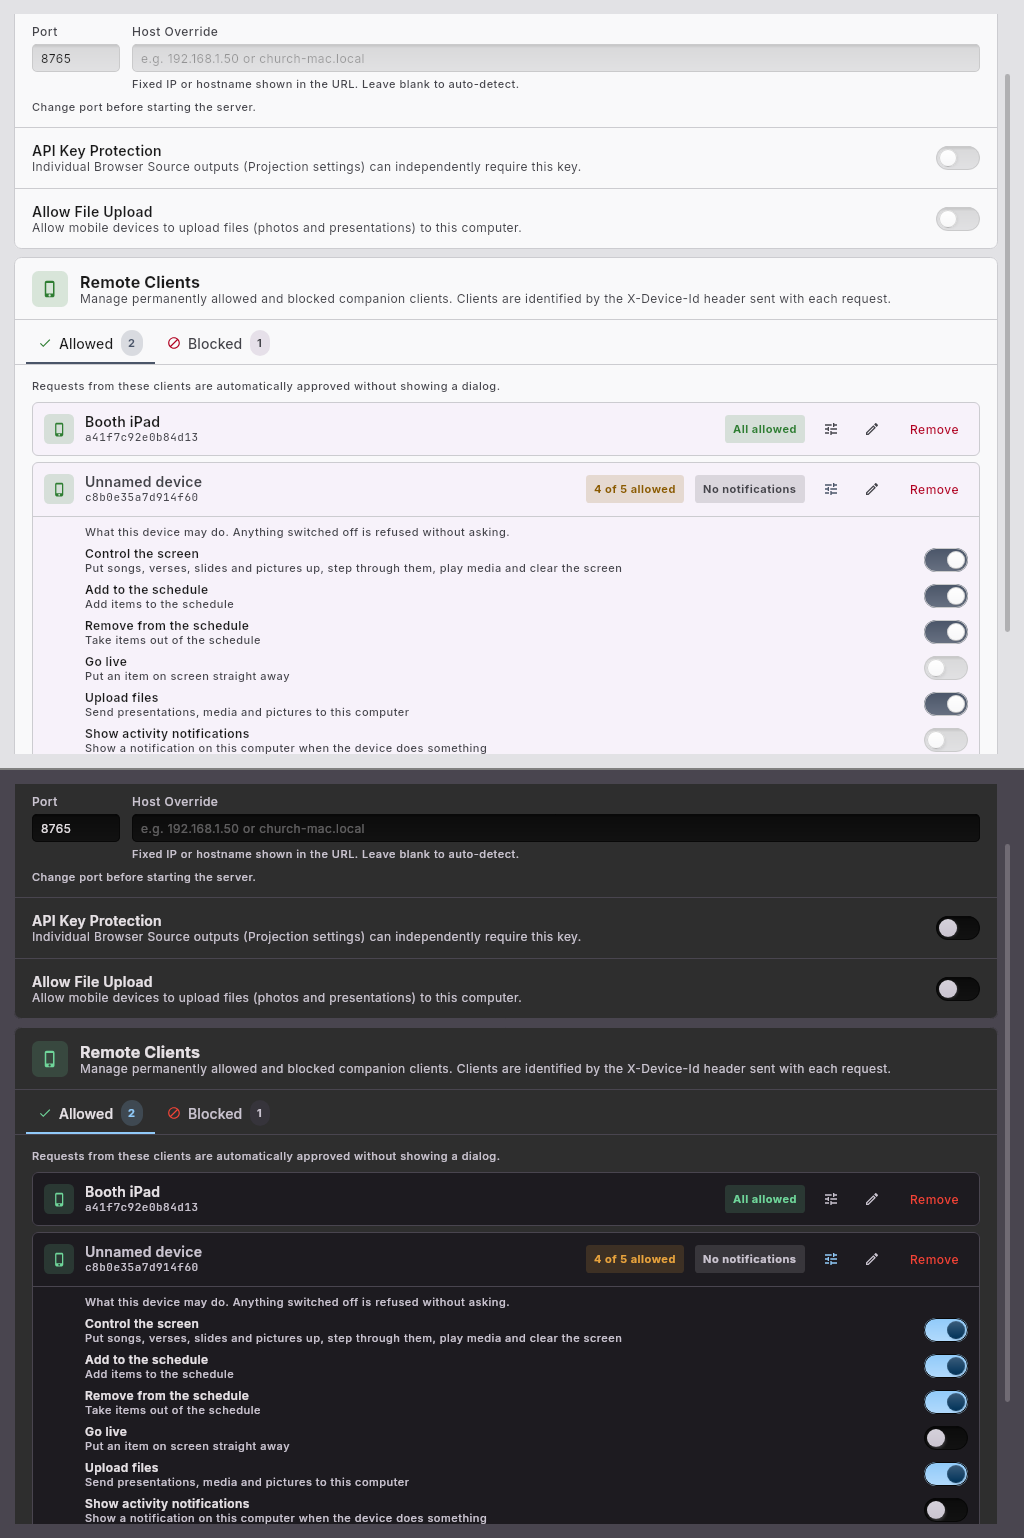 Port
Host Override
8765
e.g. 192.168.1.50 or church-mac.local
Fixed IP or hostname shown in the URL. Leave blank to auto-detect.
Change port before starting the server.
API Key Protection
Individual Browser Source outputs (Projection settings) can independently require this key.
Allow File Upload
Allow mobile devices to upload files (photos and presentations) to this computer.
Remote Clients
Manage permanently allowed and blocked companion clients. Clients are identified by the X-Device-Id header sent with each request.
Allowed 2 Blocked 1
Requests from these clients are automatically approved without showing a dialog.
Booth iPad
a41f7c92e0b84d13
All allowed
Remove
Unnamed device
c8b0e35a7d914f60
4 of 5 allowed
No notifications
Remove
What this device may do. Anything switched off is refused without asking.
Control the screen
Put songs, verses, slides and pictures up, step through them, play media and clear the screen
Add to the schedule
Add items to the schedule
Remove from the schedule
Take items out of the schedule
Go live
Put an item on screen straight away
Upload files
Send presentations, media and pictures to this computer
Show activity notifications
Show a notification on this computer when the device does something
Port
Host Override
8765
e.g. 192.168.1.50 or church-mac.local
Fixed IP or hostname shown in the URL. Leave blank to auto-detect.
Change port before starting the server.
API Key Protection
Individual Browser Source outputs (Projection settings) can independently require this key.
Allow File Upload
Allow mobile devices to upload files (photos and presentations) to this computer.
Remote Clients
Manage permanently allowed and blocked companion clients. Clients are identified by the X-Device-Id header sent with each request.
Allowed 2 Blocked 1
Requests from these clients are automatically approved without showing a dialog.
Booth iPad
a41f7c92e0b84d13
All allowed
Remove
Unnamed device
c8b0e35a7d914f60
4 of 5 allowed
No notifications
Remove
What this device may do. Anything switched off is refused without asking.
Control the screen
Put songs, verses, slides and pictures up, step through them, play media and clear the screen
Add to the schedule
Add items to the schedule
Remove from the schedule
Take items out of the schedule
Go live
Put an item on screen straight away
Upload files
Send presentations, media and pictures to this computer
Show activity notifications
Show a notification on this computer when the device does something